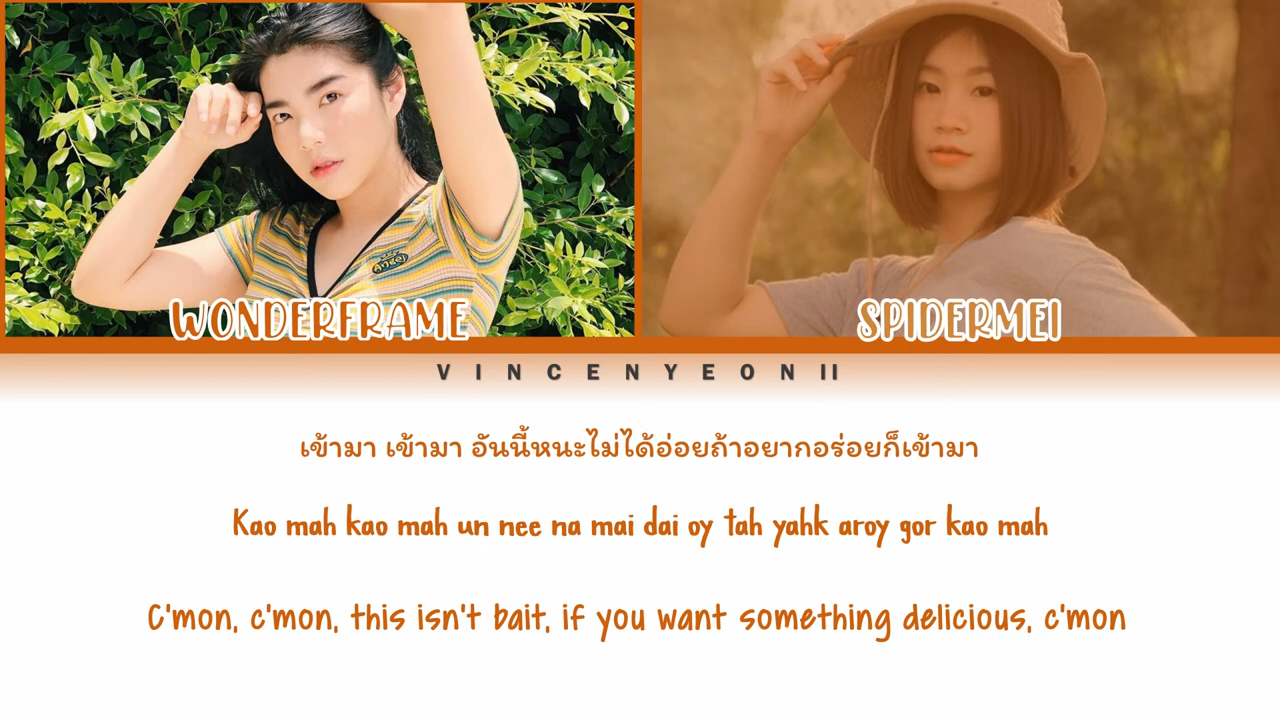 Angel
WONDERFRAME
SPIDERMEI
VINCENYEON II
เข้ามา เข้ามา อันนี้หนะไม่ได้อ่อยถ้าอยากอร่อยก็เข้ามา
Kao mah kao mah un nee na mai dai oy tah yahk aroy gor kao mah
C'mon, c'mon, this isn't bait, if you want something delicious, c'mon